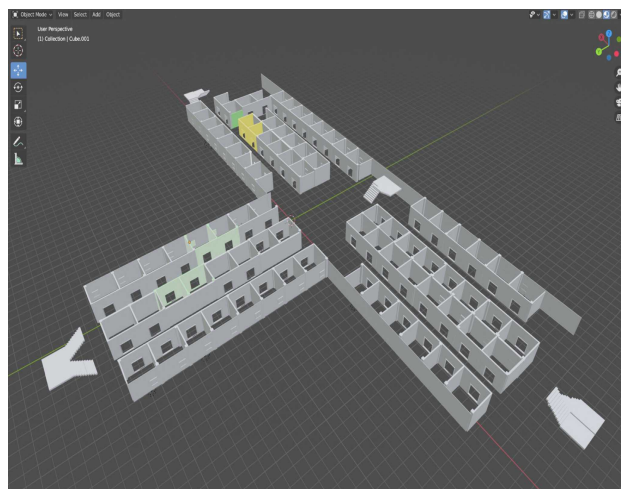 Object Mode View Select Add Object
User Perspective
(1) Collection | Cube.001